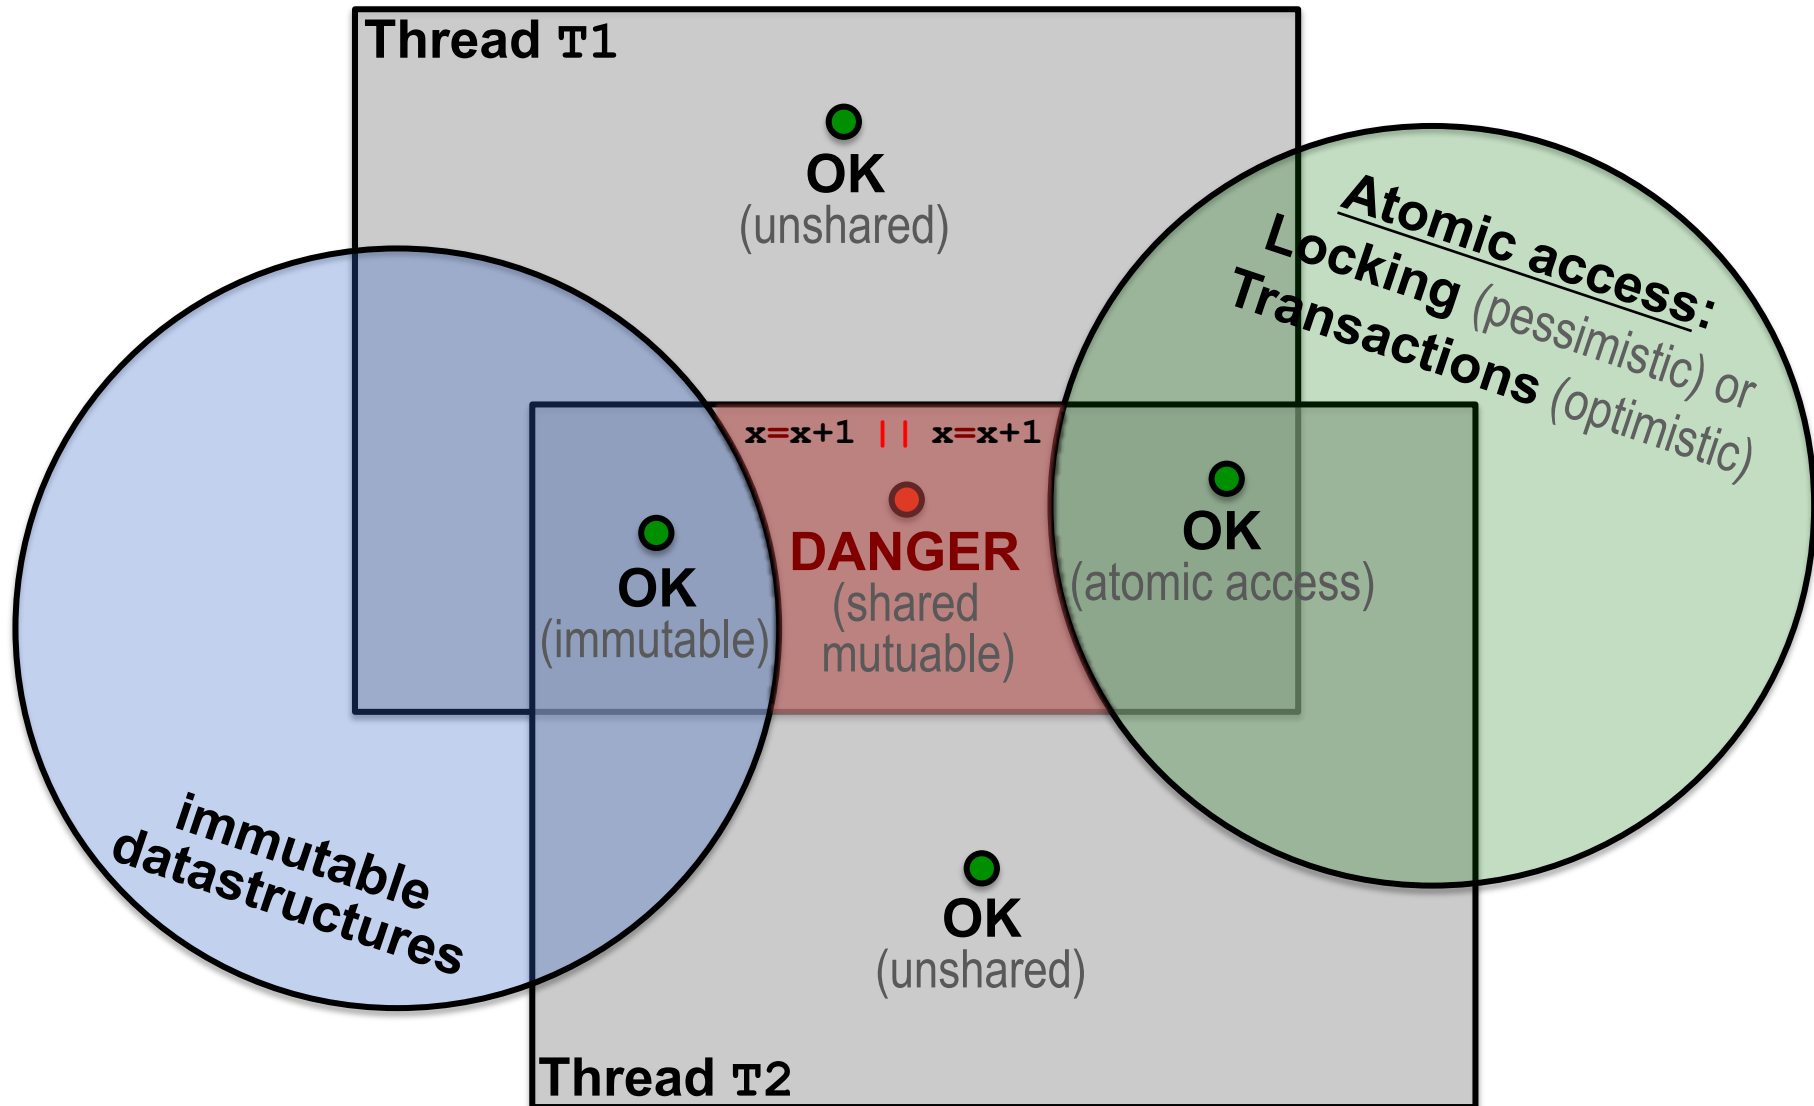 Thread T1
OK
(unshared)
Atomic access:
Locking (pessimistic) or
Transactions (optimistic)
x=x+1 || x=x+1
DANGER
(shared
mutuable)
OK
(immutable)
OK
(atomic access)
immutable
datastructures
OK
(unshared)
Thread T2